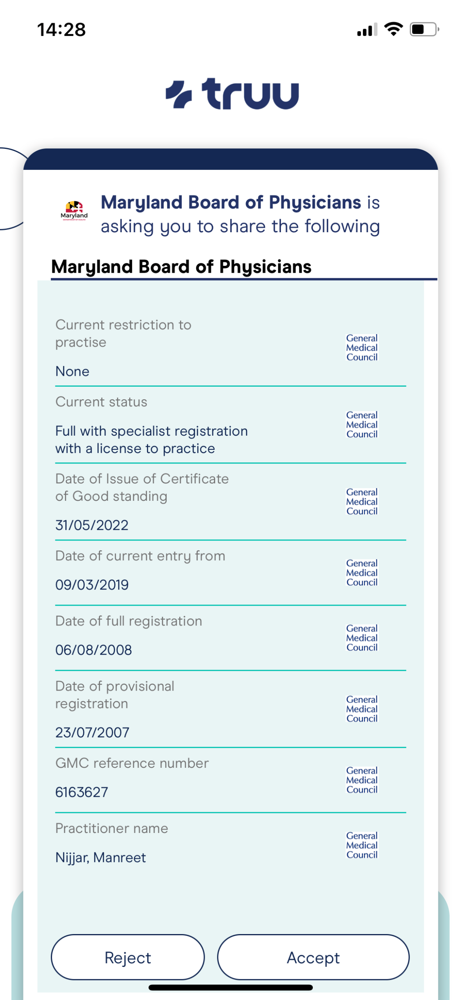 14:28
truu
Maryland
DEPARTMENT OF HEALTH
Maryland Board of Physicians is
asking you to share the following
Maryland Board of Physicians
Current restriction to
practise
None
General
Medical
Council
Current status
Full with specialist registration
with a license to practice
General
Medical
Council
Date of Issue of Certificate
of Good standing
31/05/2022
General
Medical
Council
Date of current entry from
09/03/2019
General
Medical
Council
Date of full registration
06/08/2008
General
Medical
Council
Date of provisional
registration
23/07/2007
General
Medical
Council
GMC reference number
6163627
General
Medical
Council
Practitioner name
Nijjar, Manreet
General
Medical
Council
Reject
Accept